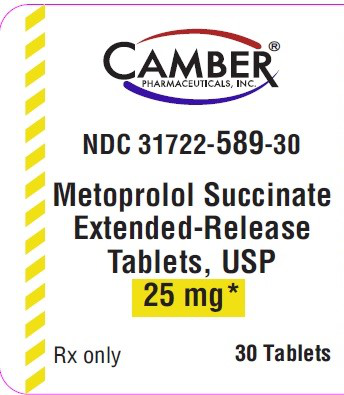 CAMBER®
PHARMACEUTICALS, INC.
NDC 31722-589-30
Metoprolol Succinate
Extended-Release
Tablets, USP
25 mg*
Rx only 30 Tablets